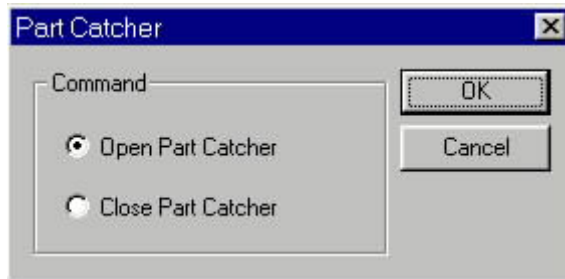 Part Catcher
Command
OK
Open Part Catcher
Cancel
Close Part Catcher